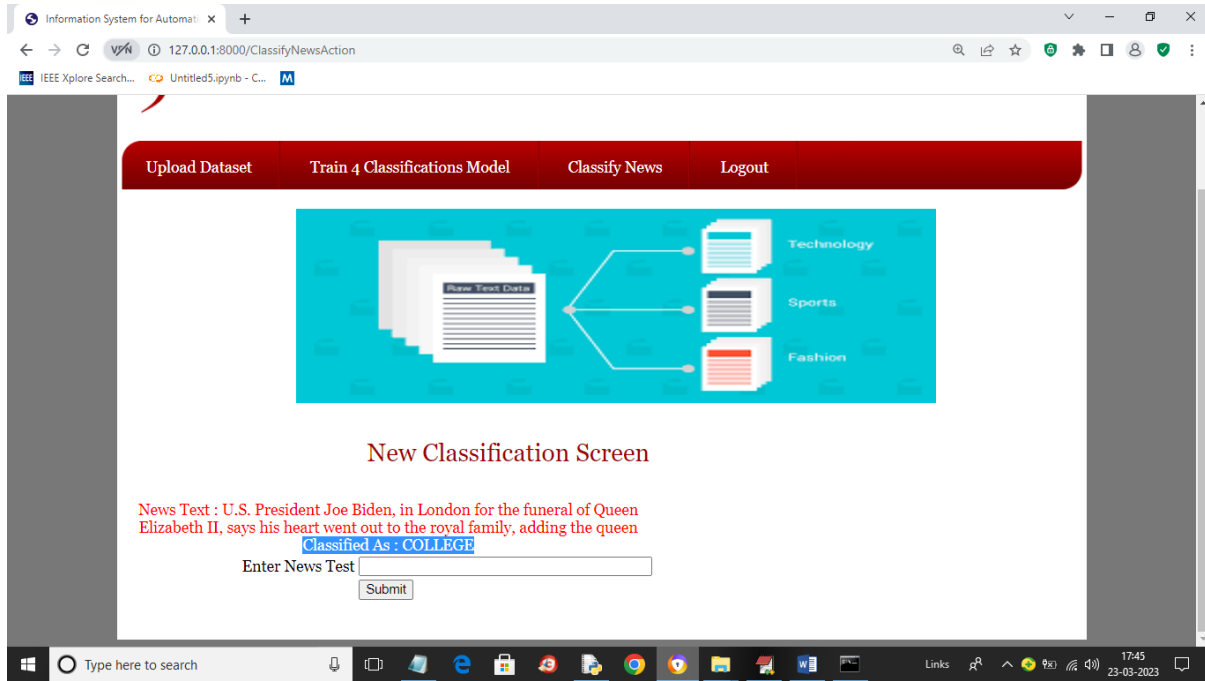 Information System for Automati
127.0.0.1:8000/ClassifyNewsAction
IEEE Xplore Search... Untitled5.ipynb - C...
Upload Dataset Train 4 Classifications Model Classify News Logout
Technology
Raw Text Data
Sports
Fashion
New Classification Screen
News Text : U.S. President Joe Biden, in London for the funeral of Queen
Elizabeth II, says his heart went out to the royal family, adding the queen
Classified As : COLLEGE
Enter News Test
Submit
Type here to search
Links
17:45
23-03-2023